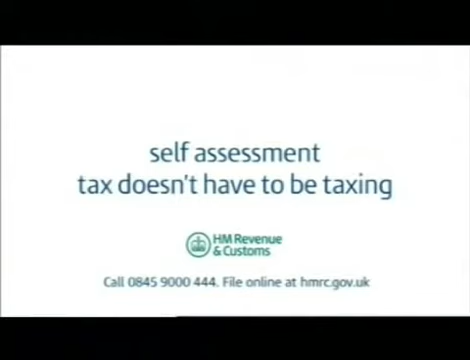 self assessment
tax doesn't have to be taxing
HM Revenue
& Customs
Call 0845 9000 444. File online at hmrc.gov.uk